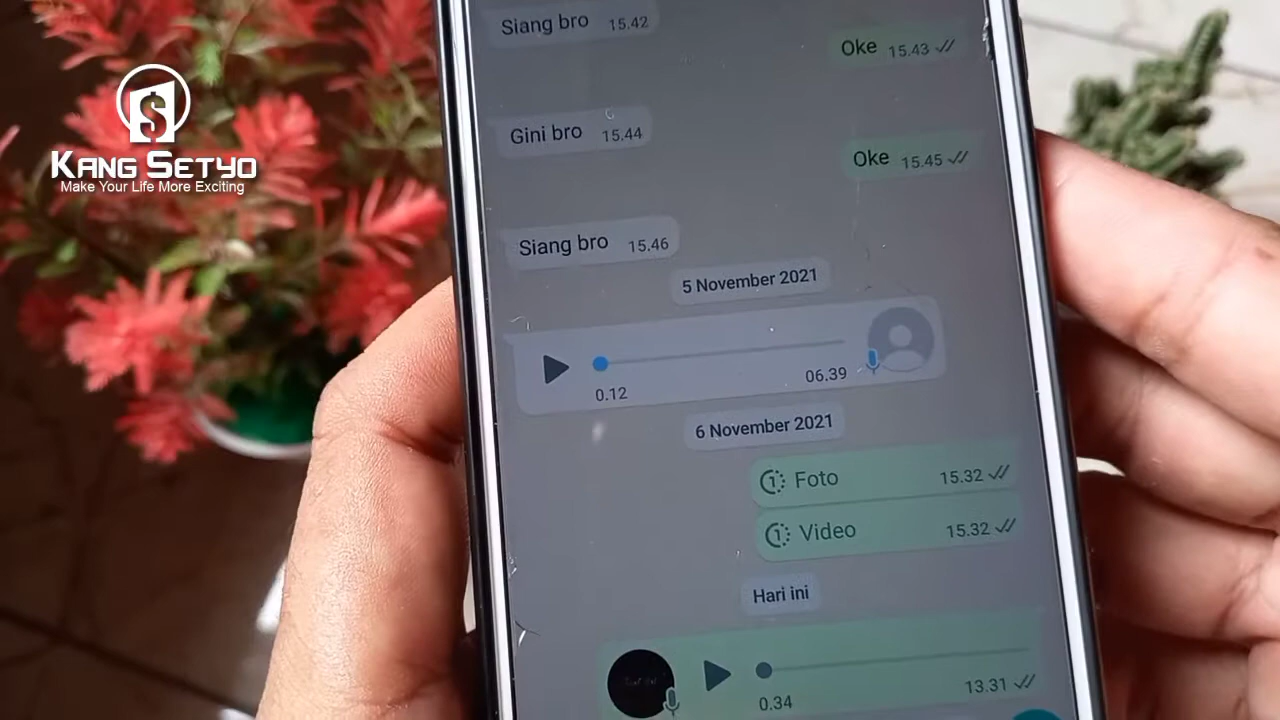 KANG SETYO
Make Your Life More Exciting
Siang bro 15.42
Oke 15.43
Gini bro 15.44
Oke 15.45
Siang bro 15.46
5 November 2021
0.12 06.39
6 November 2021
1 Foto 15.32
1 Video 15.32
Hari ini
0.34 13.31